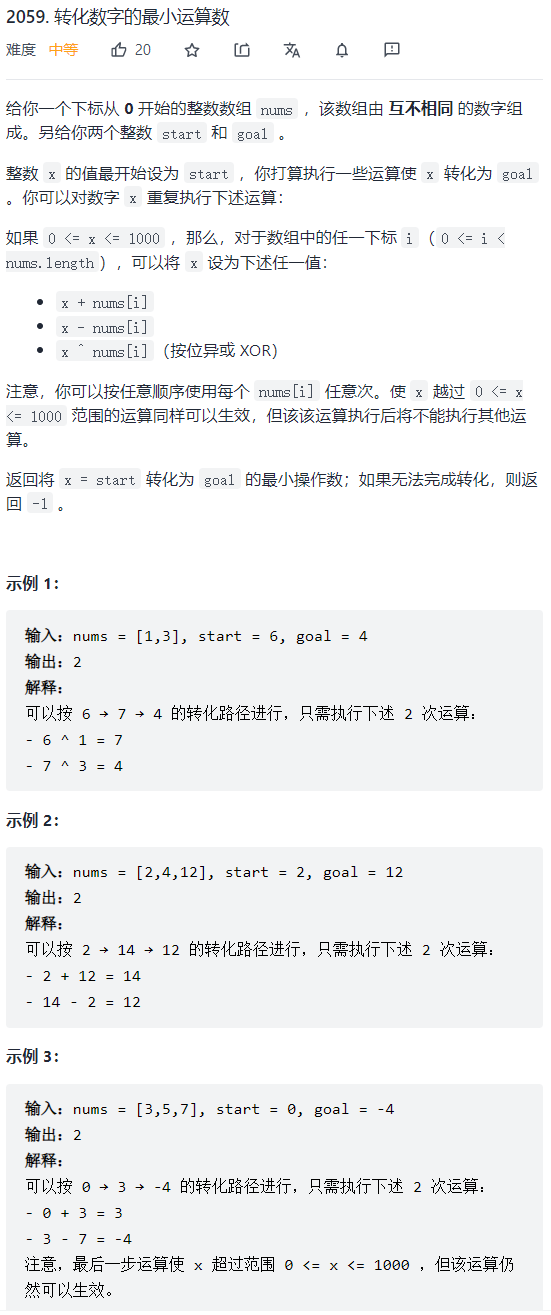 2059. 转化数字的最小运算数
难度 中等 20
给你一个下标从 0 开始的整数数组 nums ，该数组由 互不相同 的数字组
成。另给你两个整数 start 和 goal 。
整数 x 的值最开始设为 start ，你打算执行一些运算使 x 转化为 goal
。你可以对数字 x 重复执行下述运算：
如果 0 <= x <= 1000 ，那么，对于数组中的任一下标 i （ 0 <= i <
nums.length ），可以将 x 设为下述任一值：
• x + nums[i]
• x - nums[i]
• x ^ nums[i] （按位异或 XOR）
注意，你可以按任意顺序使用每个 nums[i] 任意次。使 x 越过 0 <= x
<= 1000 范围的运算同样可以生效，但该该运算执行后将不能执行其他运
算。
返回将 x = start 转化为 goal 的最小操作数；如果无法完成转化，则返
回 -1 。
示例 1：
输入：nums = [1,3], start = 6, goal = 4
输出：2
解释：
可以按 6 → 7 → 4 的转化路径进行，只需执行下述 2 次运算：
- 6 ^ 1 = 7
- 7 ^ 3 = 4
示例 2：
输入：nums = [2,4,12], start = 2, goal = 12
输出：2
解释：
可以按 2 → 14 → 12 的转化路径进行，只需执行下述 2 次运算：
- 2 + 12 = 14
- 14 - 2 = 12
示例 3：
输入：nums = [3,5,7], start = 0, goal = -4
输出：2
解释：
可以按 0 → 3 → -4 的转化路径进行，只需执行下述 2 次运算：
- 0 + 3 = 3
- 3 - 7 = -4
注意，最后一步运算使 x 超过范围 0 <= x <= 1000 ，但该运算仍
然可以生效。